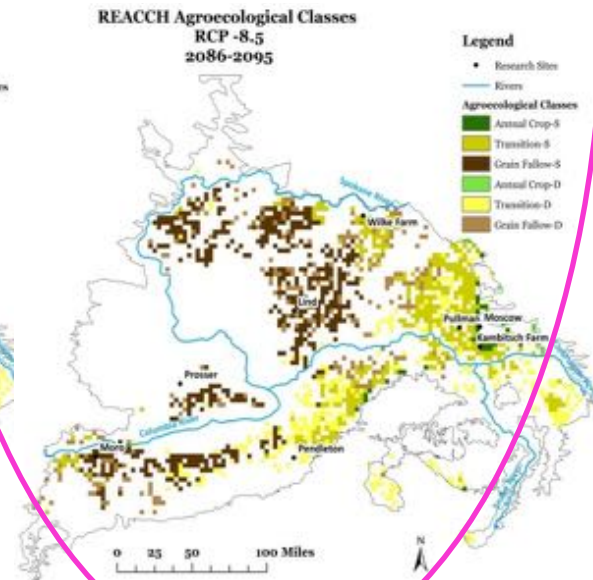 REACCH Agroecological Classes
RCP -8.5
2086-2095
Legend
Research Sites
Rivers
Agroecological Classes
Annual Crop-S
Transition-S
Grain Fallow-S
Annual Crop-D
Transition-D
Grain Fallow-D
Spokane River
Wilke Farm
Lind
Pullman Moscow
Kambitsch Farm
Prosser
Columbia River
Moro
Pendleton
N
0 25 50 100 Miles